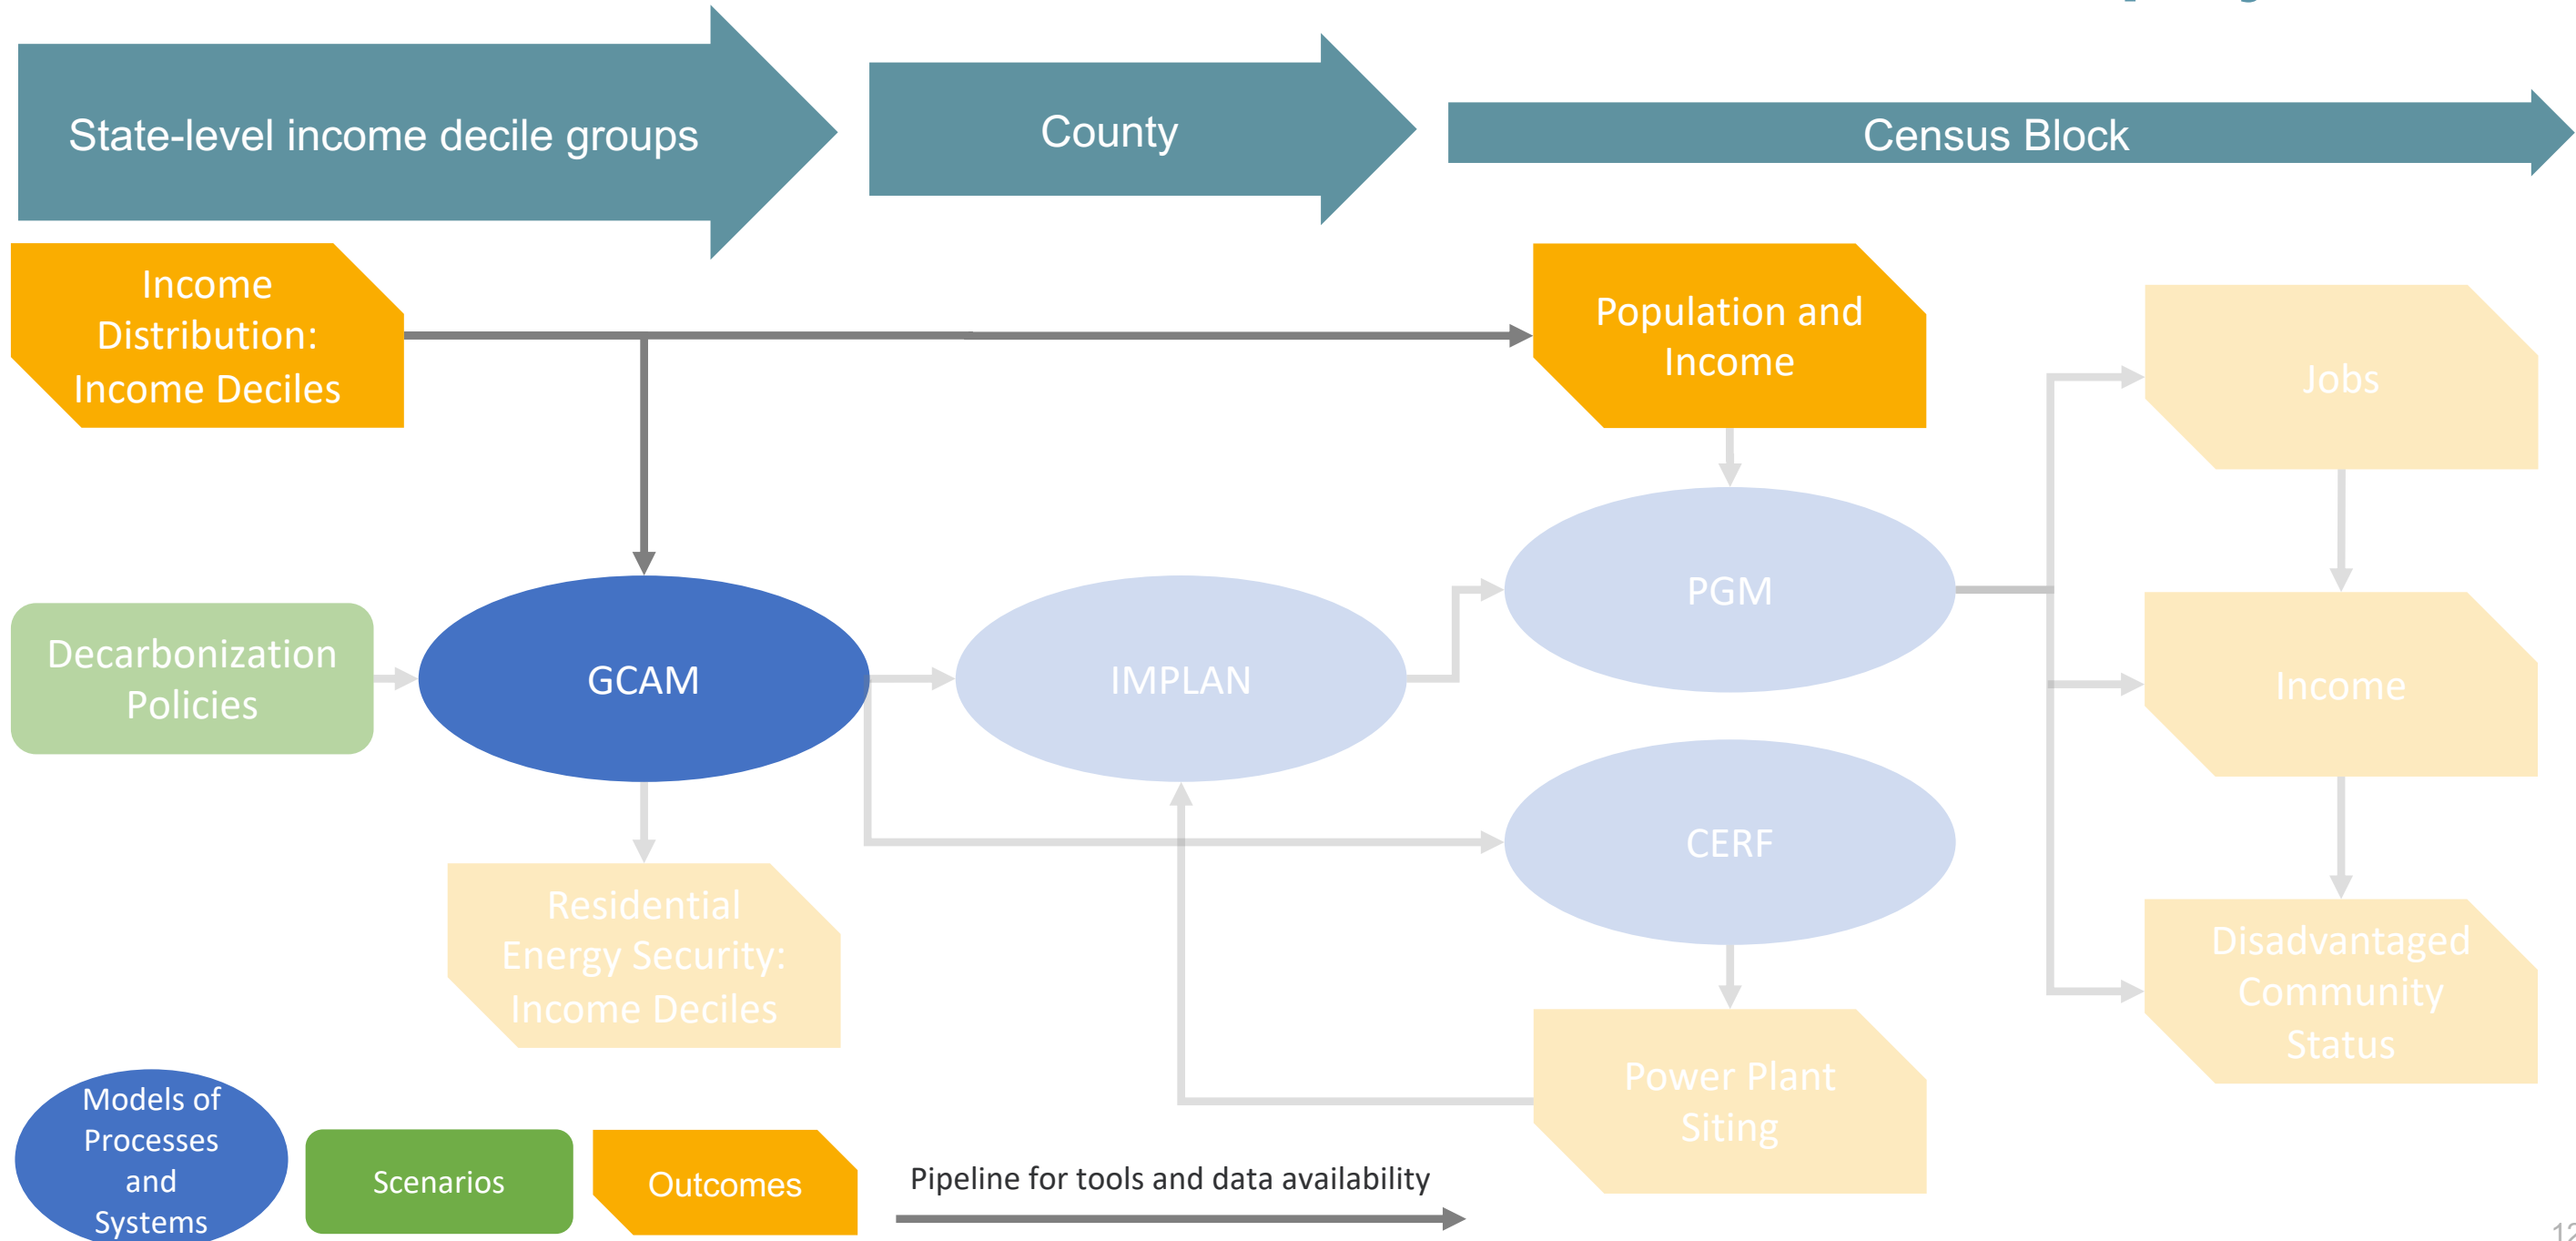 State-level income decile groups
County
Census Block
Income
Distribution:
Income Deciles
Population and
Income
Jobs
Decarbonization
Policies
GCAM
IMPLAN
PGM
Income
CERF
Residential
Energy Security:
Income Deciles
Disadvantaged
Community
Status
Power Plant
Siting
Models of
Processes
and
Systems
Scenarios
Outcomes
Pipeline for tools and data availability
12